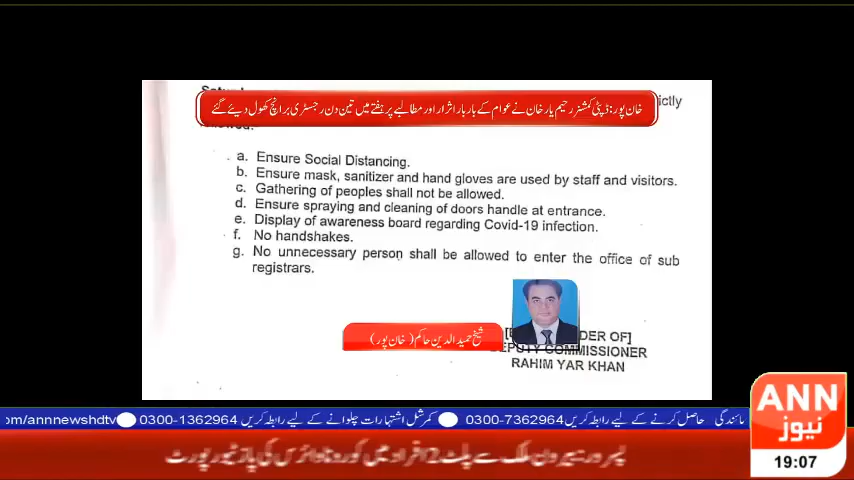 خان پور: ڈپٹی کمشنر رحیم یار خان نے عوام کے بار بار اثرار اور مطالبے پر ہفتے میں تین دن رجسٹری برانچ کھول دیئے گئے
a. Ensure Social Distancing.
b. Ensure mask, sanitizer and hand gloves are used by staff and visitors.
c. Gathering of peoples shall not be allowed.
d. Ensure spraying and cleaning of doors handle at entrance.
e. Display of awareness board regarding Covid-19 infection.
f. No handshakes.
g. No unnecessary person shall be allowed to enter the office of sub
registrars.
DER OF]
شیخ حمید الدین حاکم (خان پور)
DEPUTY COMMISSIONER
RAHIM YAR KHAN
ANN
نیوز
19:07
مائندگی حاصل کرنے کے لیے رابطہ کریں 0300-7362964 کمرشل اشتہارات چلوانے کے لیے رابطہ کریں 0300-1362964 om/annnewshdtv